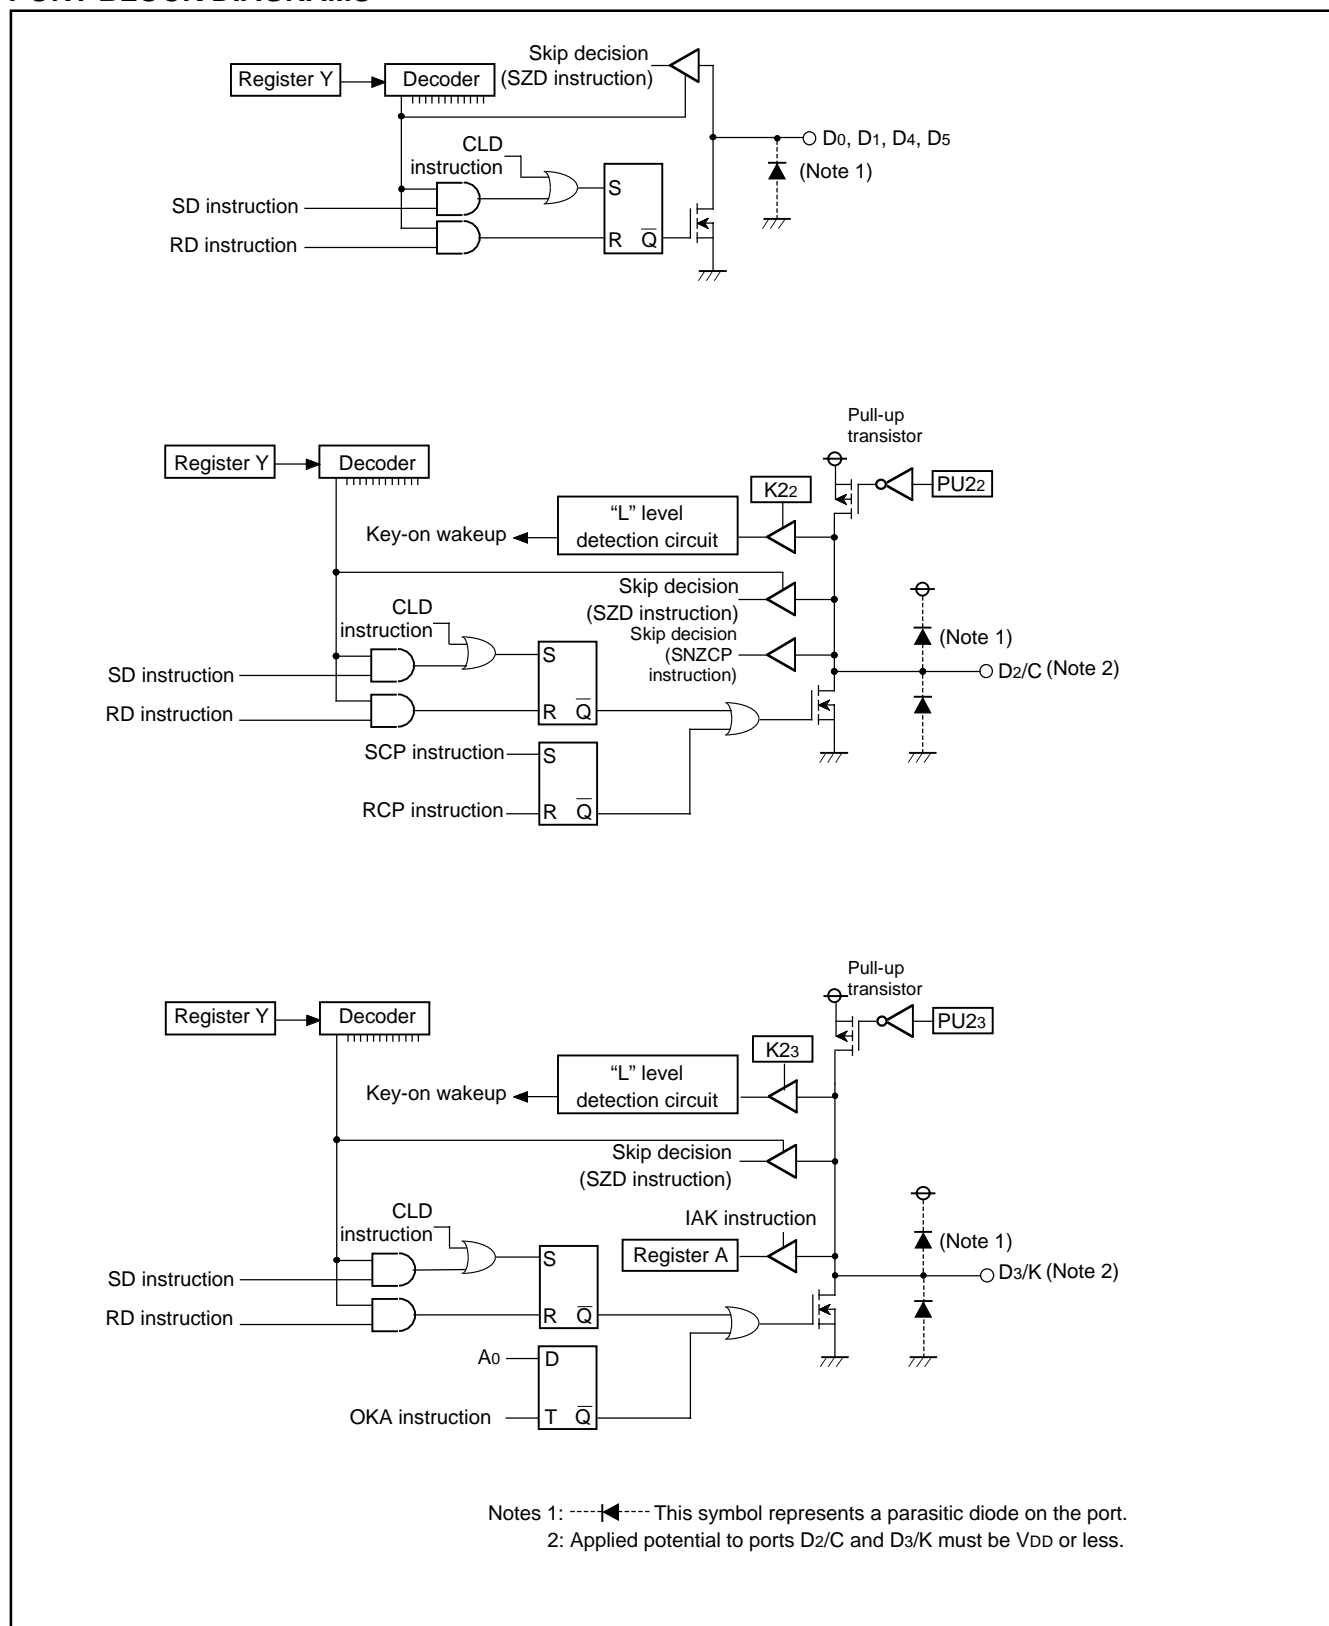 Skip decision
(SZD instruction)
Register Y
Decoder
D0, D1, D4, D5
(Note 1)
CLD
instruction
S
SD instruction
RD instruction
R Q
Pull-up
transistor
Register Y
Decoder
K22
PU22
"L" level
detection circuit
Key-on wakeup
Skip decision
(SZD instruction)
CLD
instruction
Skip decision
(SNZCP
instruction)
(Note 1)
S
SD instruction
D2/C (Note 2)
RD instruction
R Q
SCP instruction
S
RCP instruction
R Q
Pull-up
transistor
Register Y
Decoder
PU23
K23
"L" level
detection circuit
Key-on wakeup
Skip decision
(SZD instruction)
CLD
instruction
IAK instruction
Register A
(Note 1)
S
SD instruction
D3/K (Note 2)
RD instruction
R Q
A0
D
OKA instruction
T Q
Notes 1: This symbol represents a parasitic diode on the port.
2: Applied potential to ports D2/C and D3/K must be VDD or less.